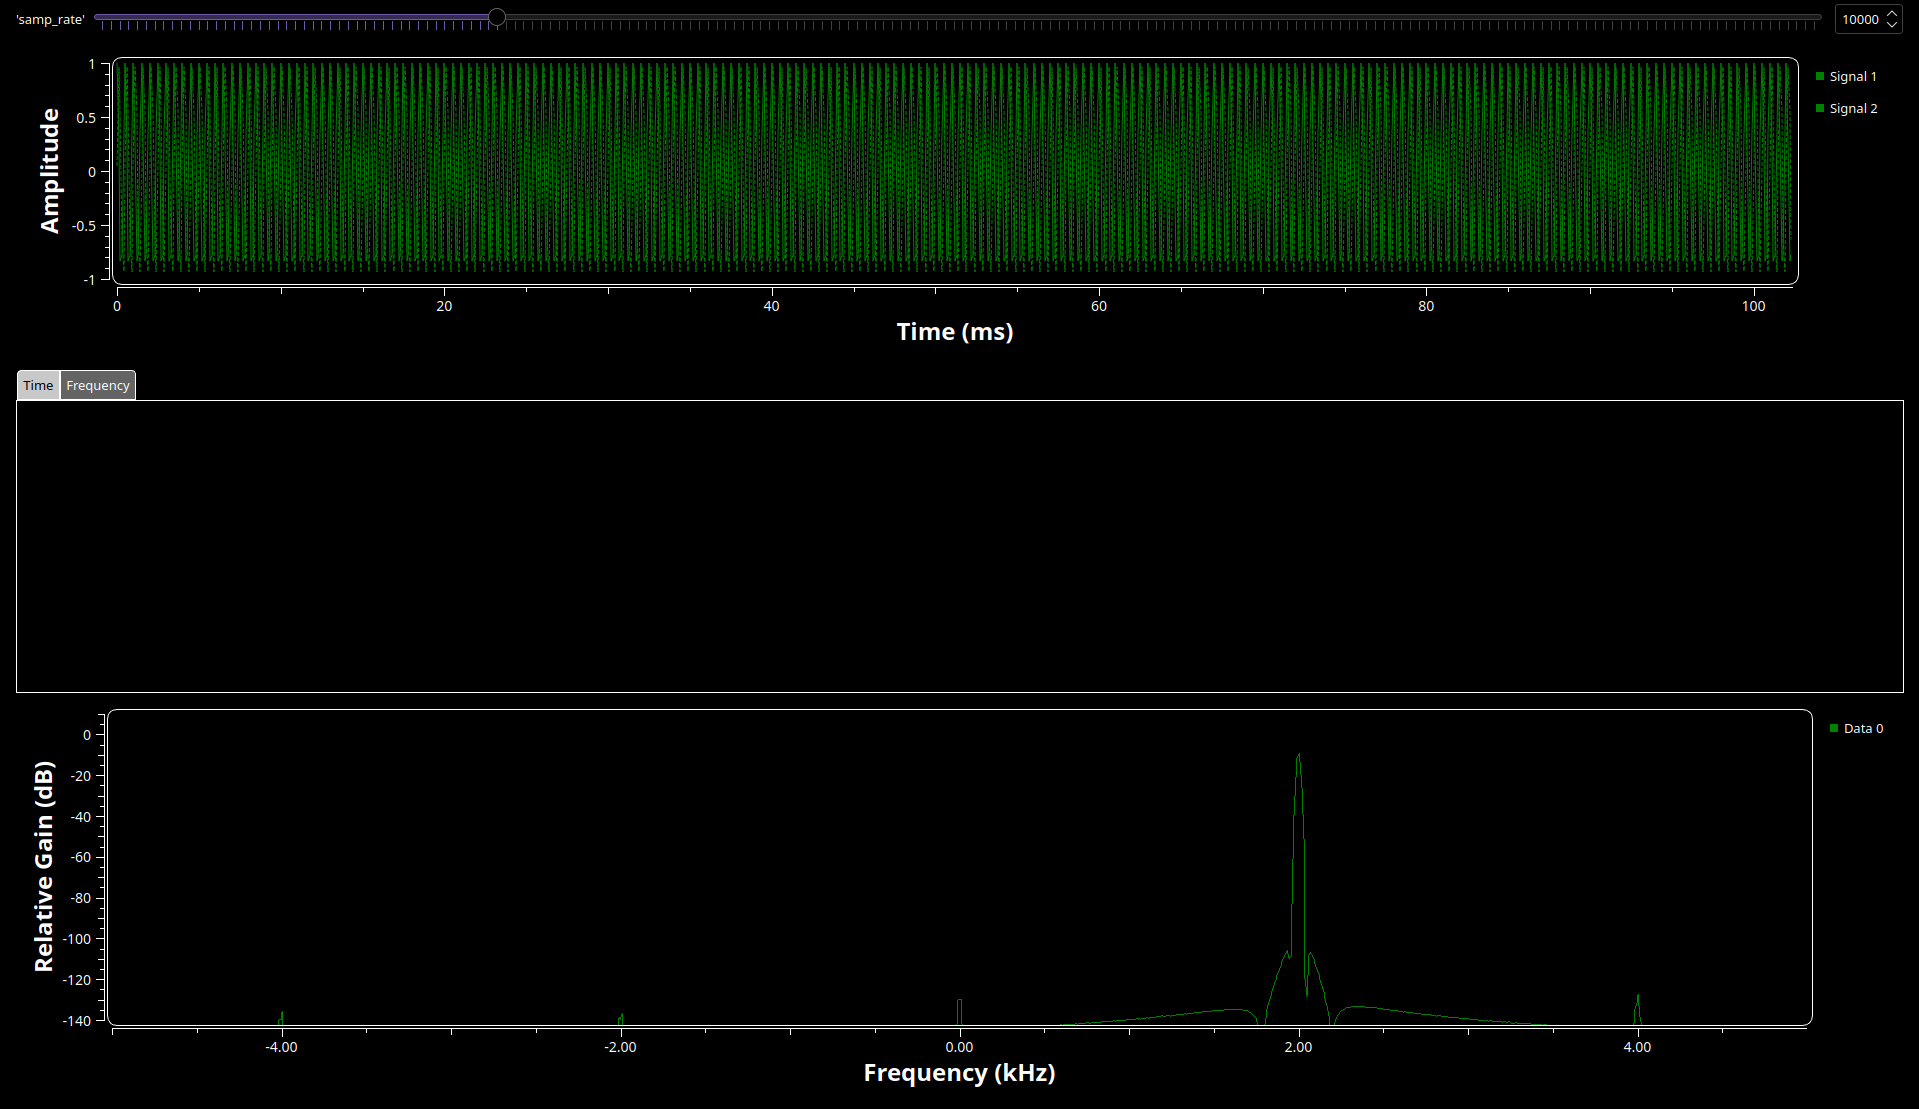 'samp_rate'
10000
Amplitude
1
0.5
0
-0.5
-1
Signal 1
Signal 2
0 20 40 60 80 100
Time (ms)
Time Frequency
Relative Gain (dB)
0
-20
-40
-60
-80
-100
-120
-140
Data 0
-4.00 -2.00 0.00 2.00 4.00
Frequency (kHz)